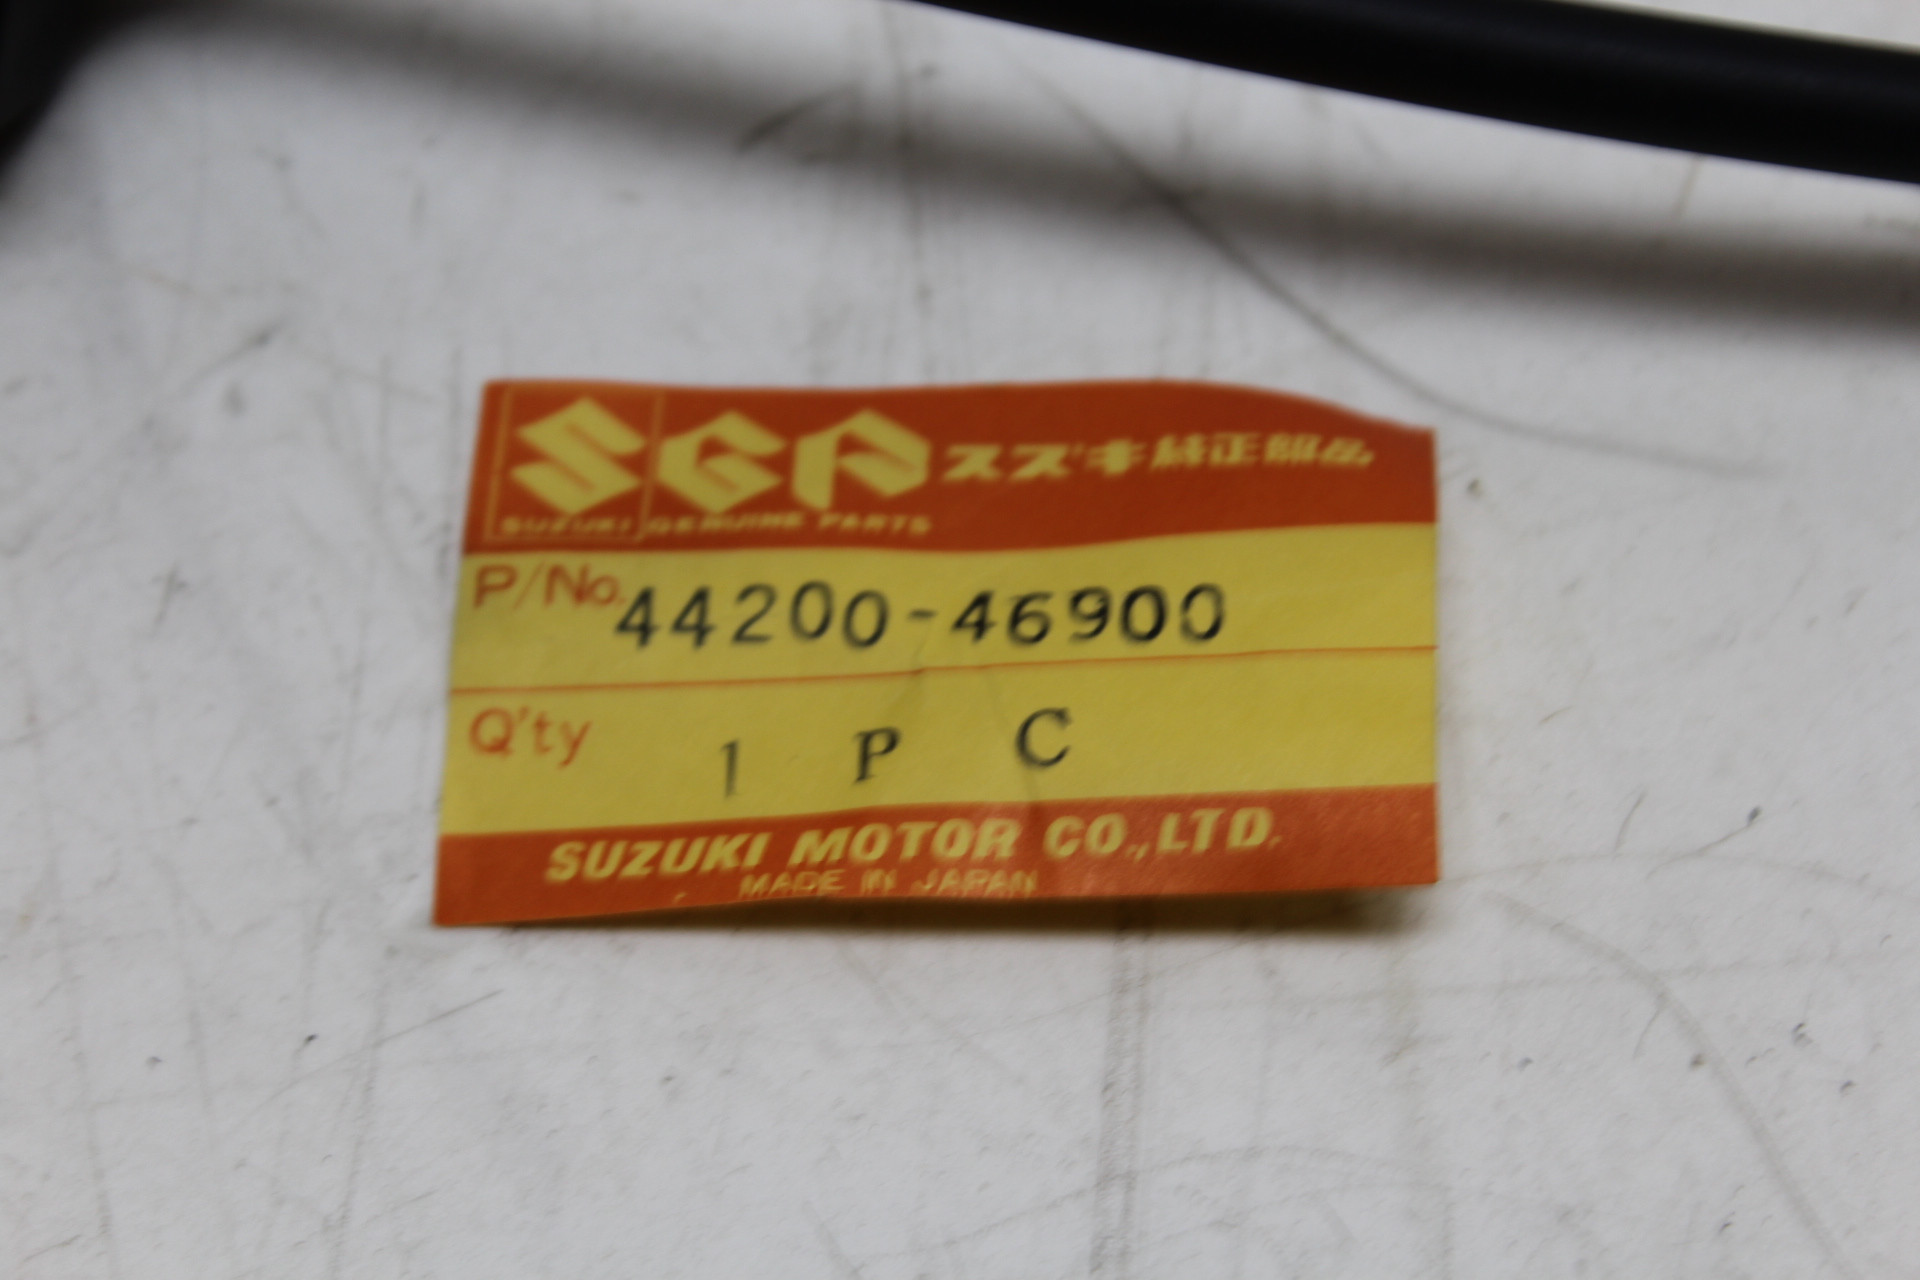 SGP スズキ純正部品
SUZUKI GENUINE PARTS
P/No. 44200-46900
Q'ty 1 P C
SUZUKI MOTOR CO.,LTD.
MADE IN JAPAN